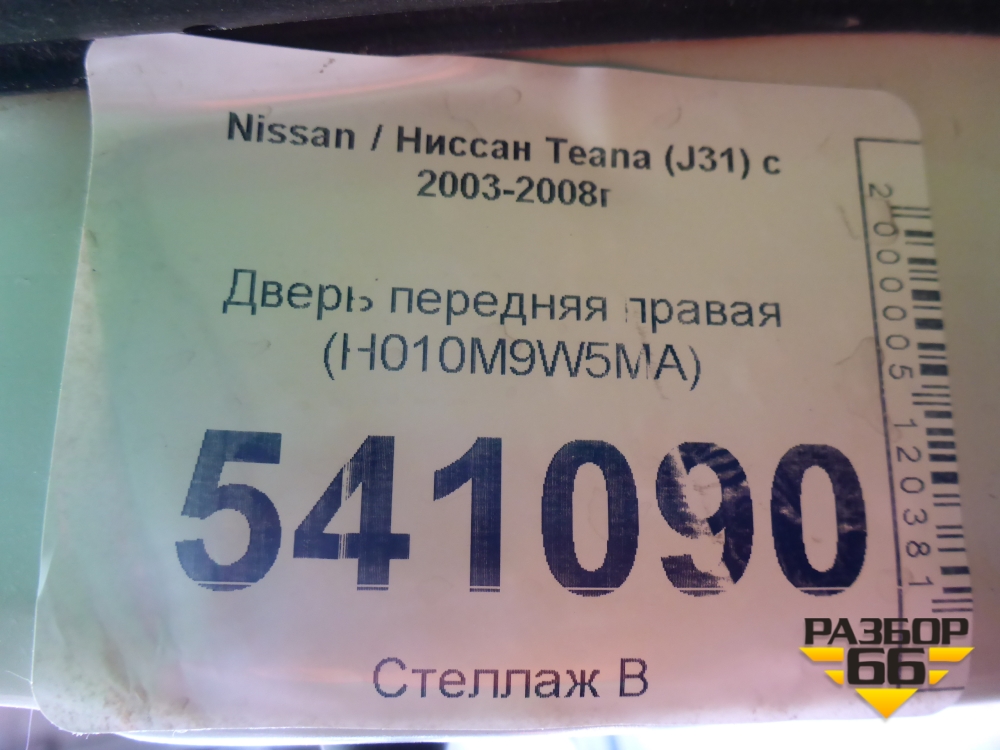 Nissan / Ниссан Teana (J31) с
2003-2008г
Дверь передняя правая
(H010M9W5MA)
541090
Стеллаж В
2000005120381
РАЗБОР
66